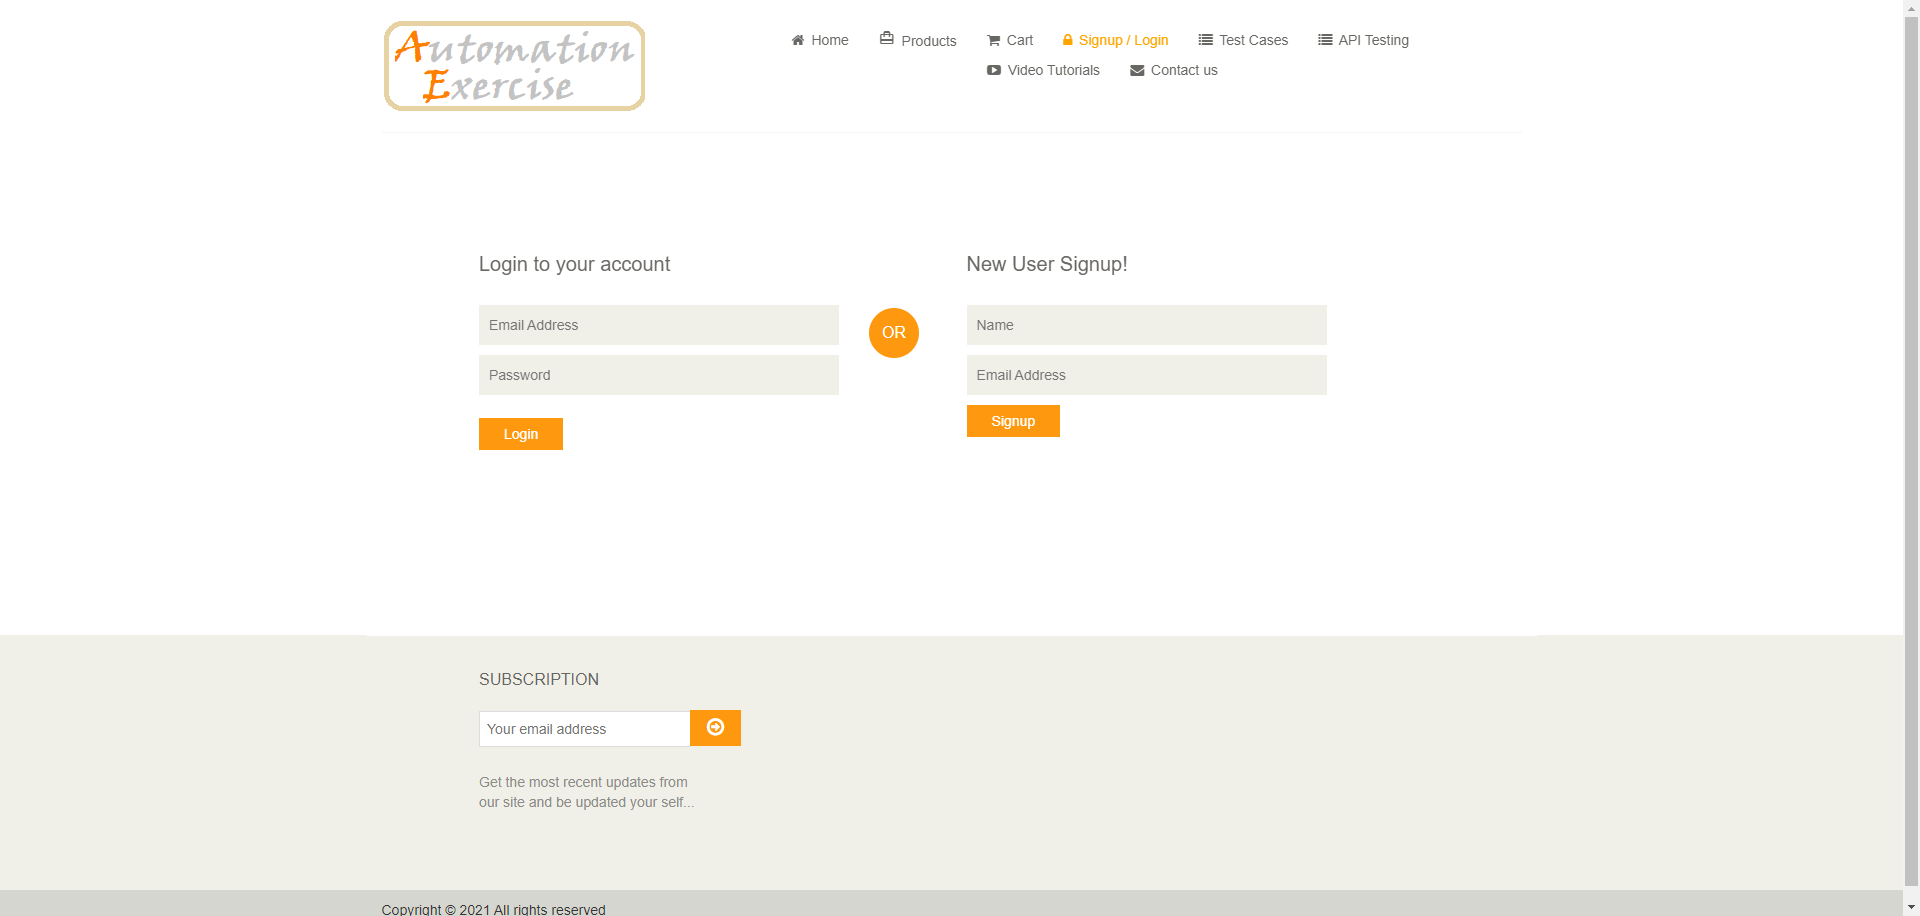 Automation
Exercise
Home Products Cart Signup / Login Test Cases API Testing
Video Tutorials Contact us
Login to your account
Email Address
Password
Login
OR
New User Signup!
Name
Email Address
Signup
SUBSCRIPTION
Your email address
Get the most recent updates from
our site and be updated your self...
Copyright © 2021 All rights reserved